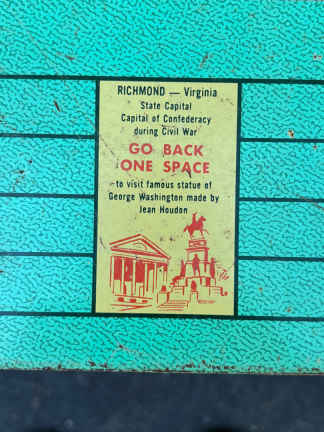 RICHMOND — Virginia
State Capital
Capital of Confederacy
during Civil War
GO BACK
ONE SPACE
to visit famous statue of
George Washington made by
Jean Houdon